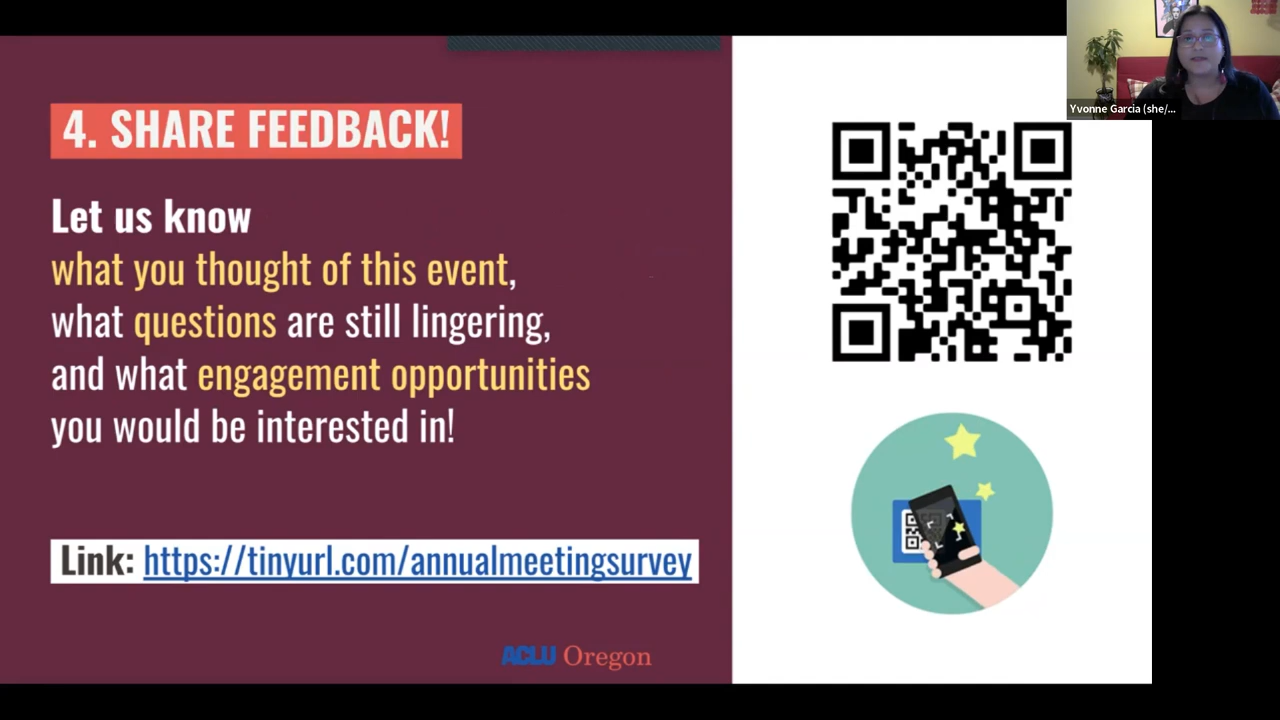 4. SHARE FEEDBACK!
Let us know
what you thought of this event,
what questions are still lingering,
and what engagement opportunities
you would be interested in!
Link: https://tinyurl.com/annualmeetingsurvey
ACLU Oregon
Yvonne Garcia (she/...